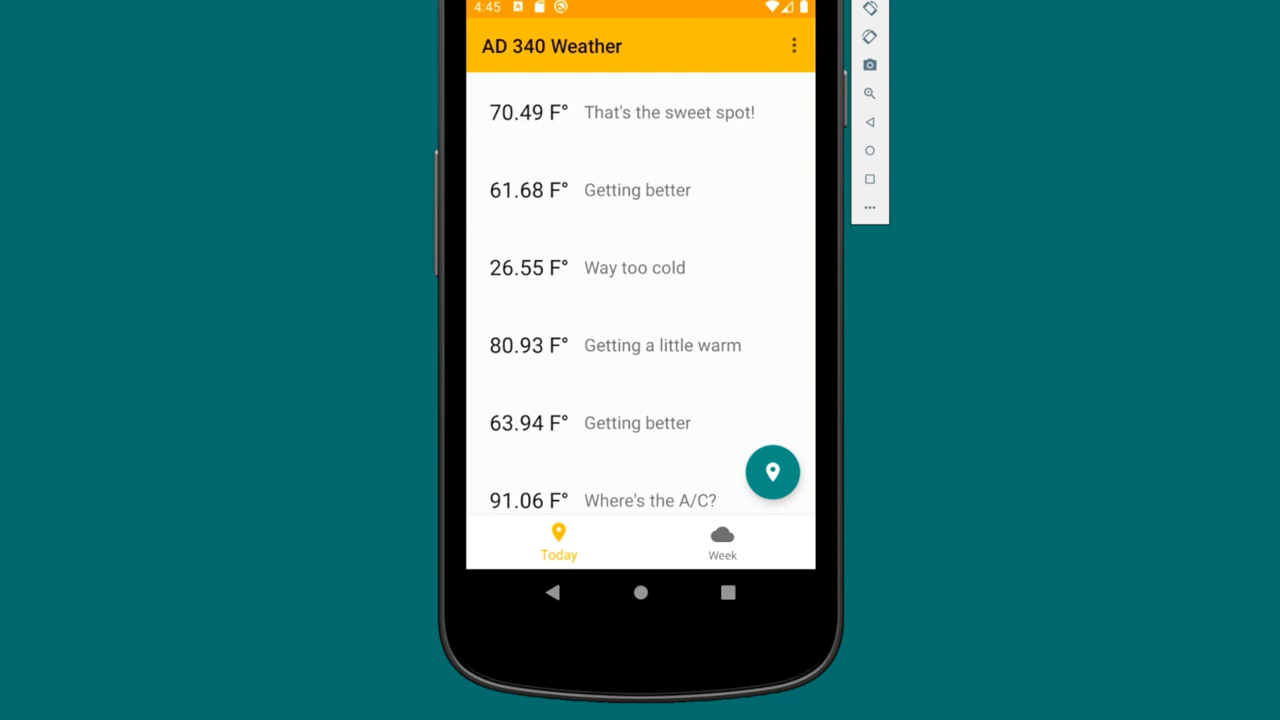 4:45
AD 340 Weather
70.49 F° That's the sweet spot!
61.68 F° Getting better
26.55 F° Way too cold
80.93 F° Getting a little warm
63.94 F° Getting better
91.06 F° Where's the A/C?
Today Week